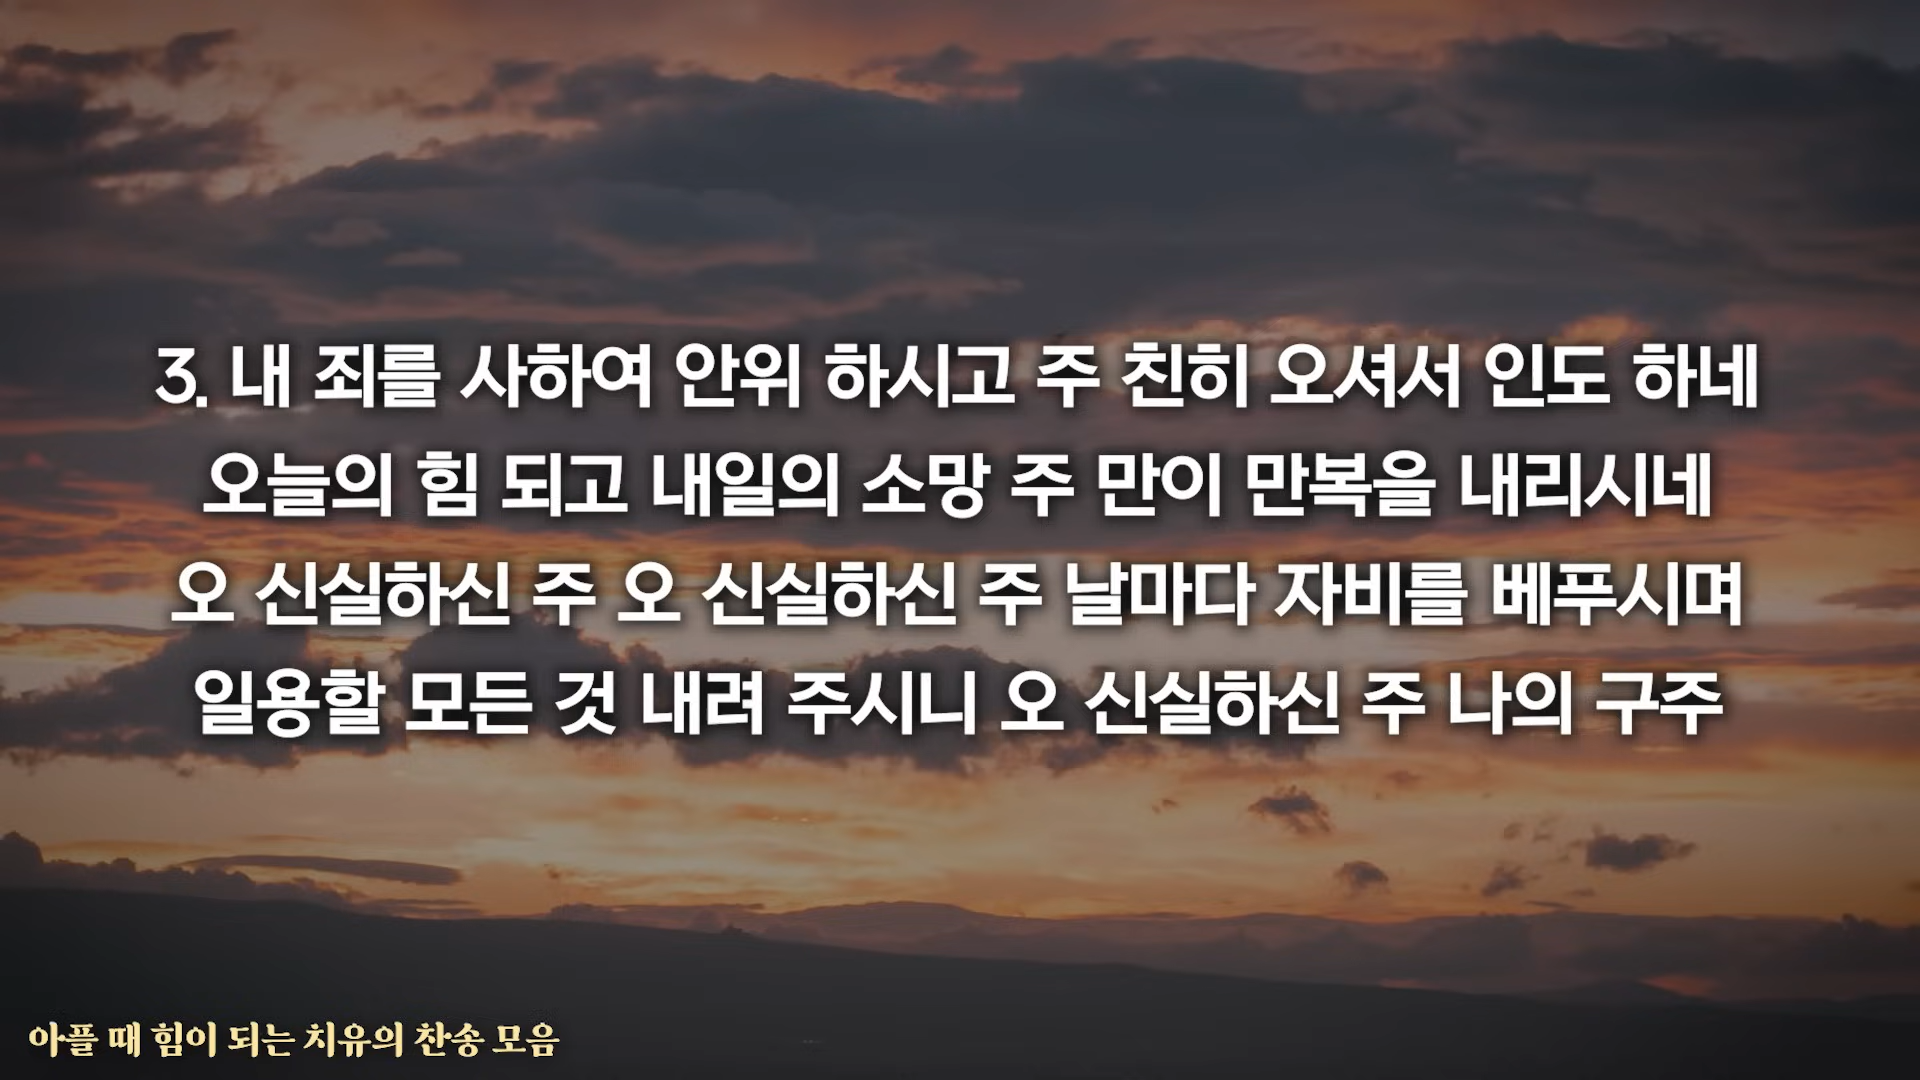 3. 내 죄를 사하여 안위 하시고 주 친히 오셔서 인도 하네
오늘의 힘 되고 내일의 소망 주 만이 만복을 내리시네
오 신실하신 주 오 신실하신 주 날마다 자비를 베푸시며
일용할 모든 것 내려 주시니 오 신실하신 주 나의 구주
아플 때 힘이 되는 치유의 찬송 모음